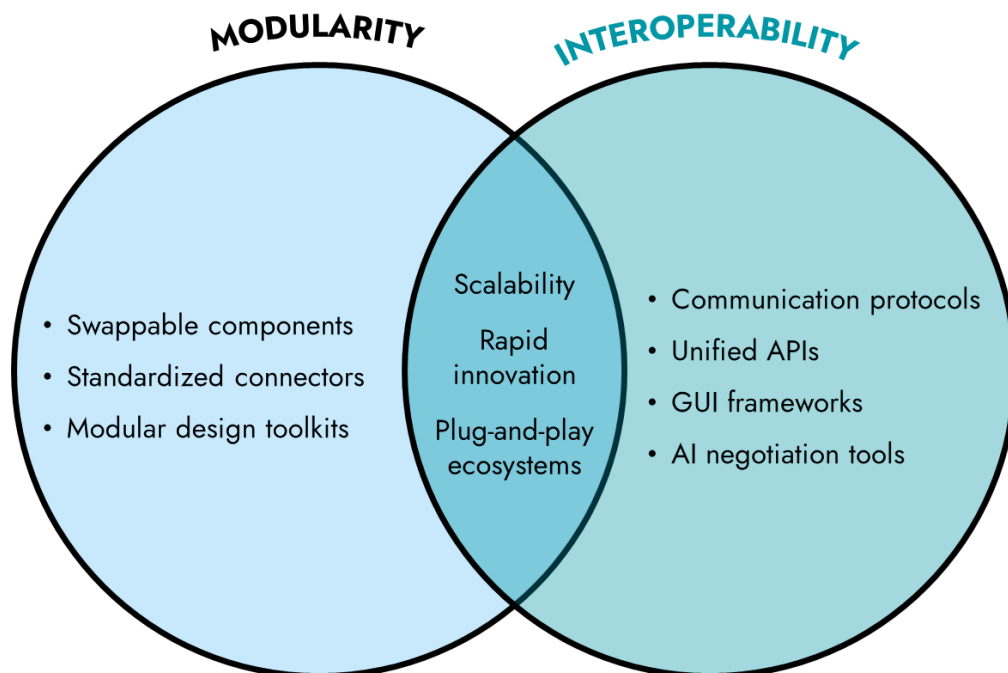 MODULARITY
INTEROPERABILITY
• Swappable components
• Standardized connectors
• Modular design toolkits
Scalability
Rapid
innovation
Plug-and-play
ecosystems
• Communication protocols
• Unified APIs
• GUI frameworks
• AI negotiation tools